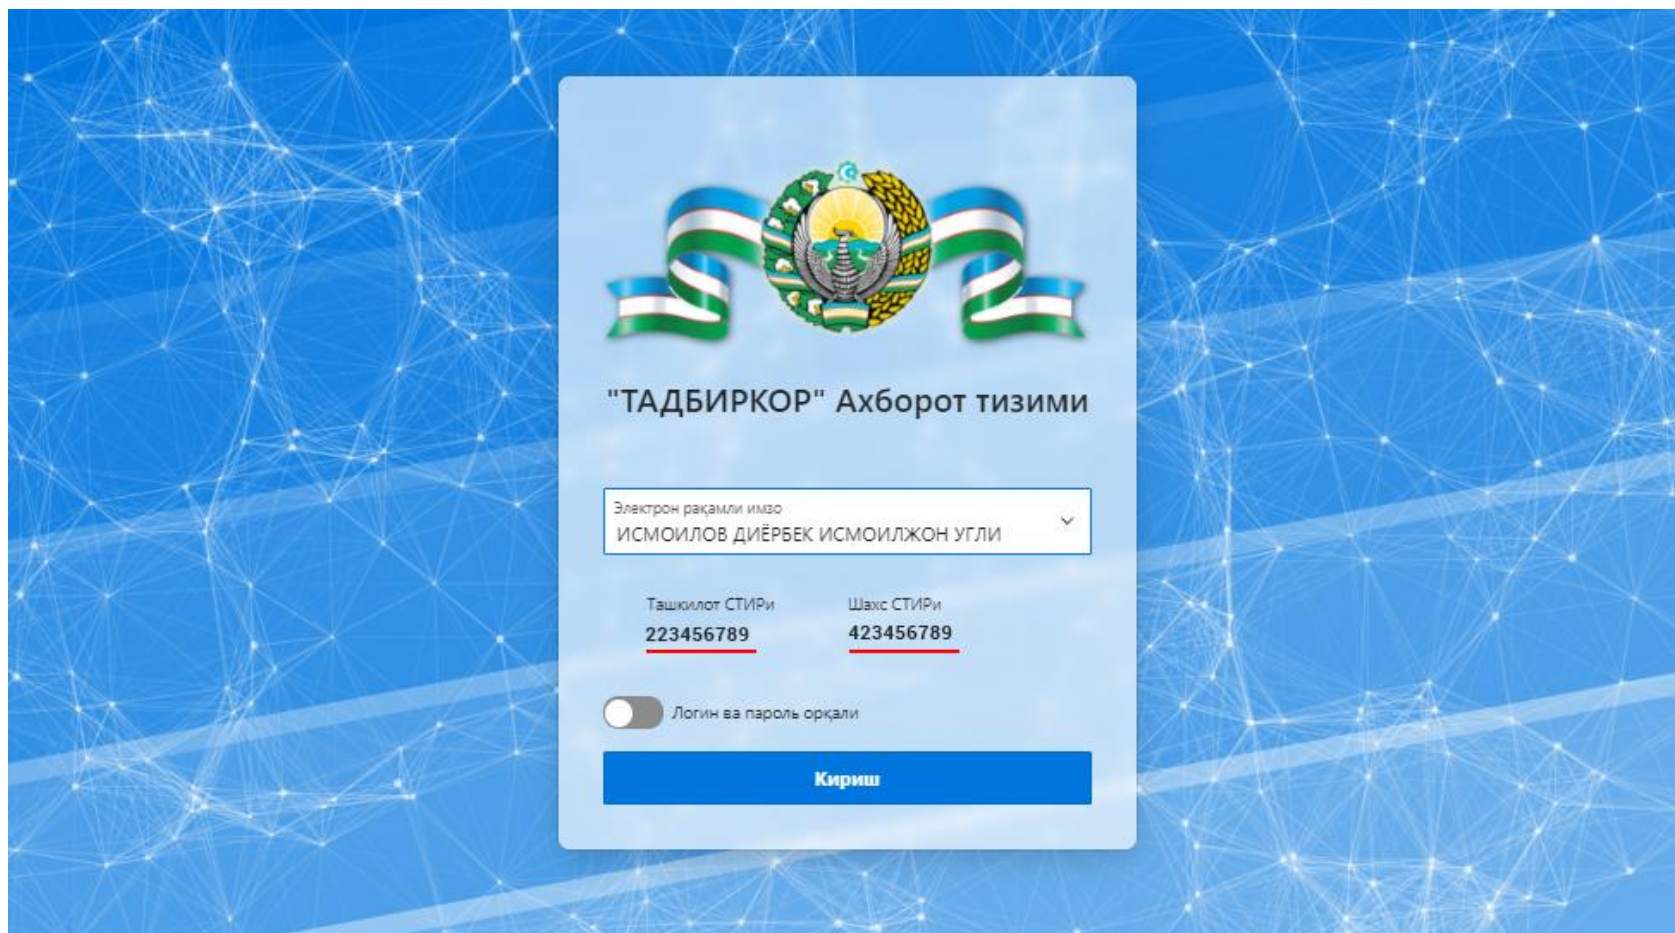 "ТАДБИРКОР" Ахборот тизими
Электрон рақамли имзо
ИСМОИЛОВ ДИЁРБЕК ИСМОИЛЖОН УГЛИ
Ташкилот СТИРи Шахс СТИРи
223456789 423456789
Логин ва пароль орқали
Кириш